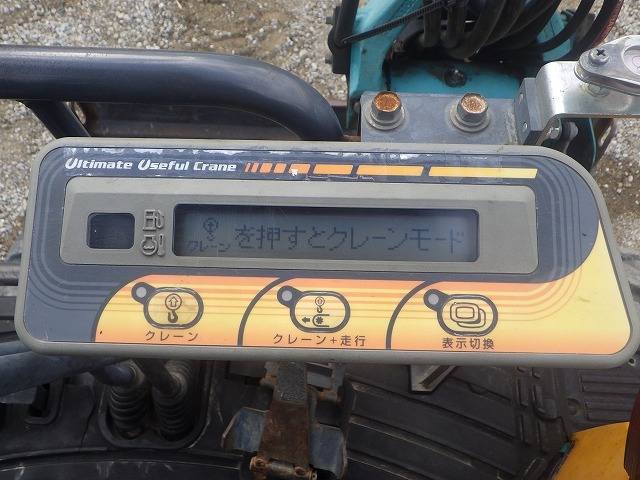 Ultimate Useful Crane
クレーン を押すとクレーンモード
クレーン
クレーン+走行
表示切換